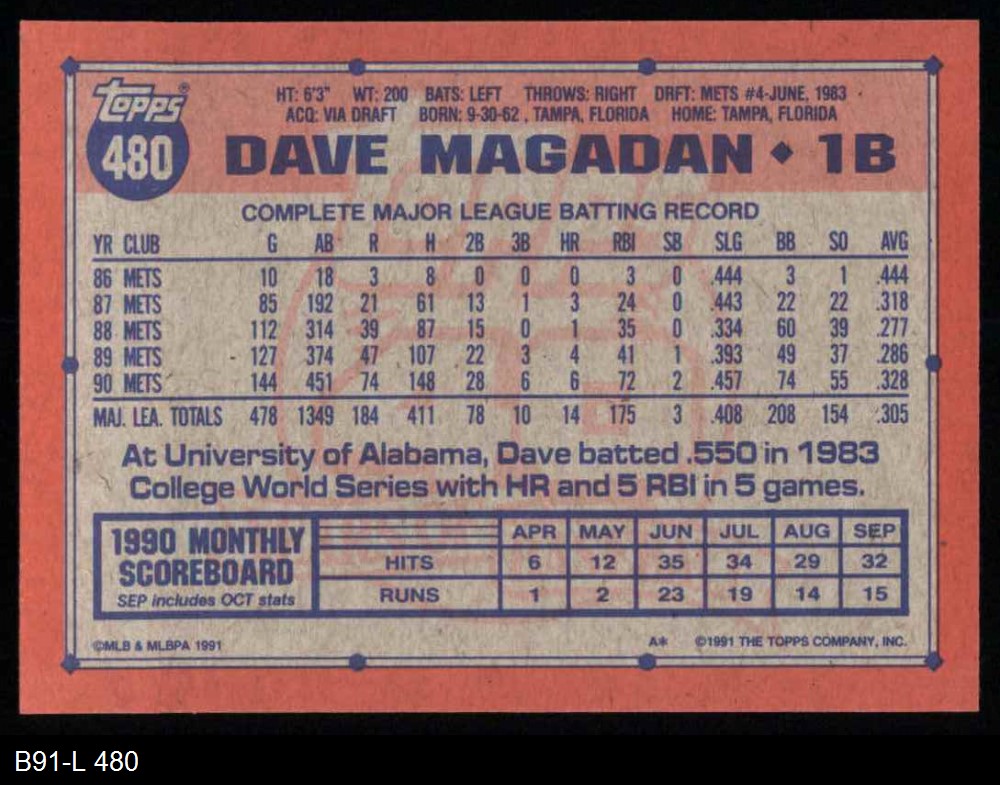 topps®
480
HT: 6'3" WT: 200 BATS: LEFT THROWS: RIGHT DRFT: METS #4-JUNE, 1983
ACQ: VIA DRAFT BORN: 9-30-62, TAMPA, FLORIDA HOME: TAMPA, FLORIDA
DAVE MAGADAN ◆ 1B
COMPLETE MAJOR LEAGUE BATTING RECORD
YR CLUB G AB R H 2B 3B HR RBI SB SLG BB SO AVG
86 METS 10 18 3 8 0 0 0 3 0 .444 3 1 .444
87 METS 85 192 21 61 13 1 3 24 0 .443 22 22 .318
88 METS 112 314 39 87 15 0 1 35 0 .334 60 39 .277
89 METS 127 374 47 107 22 3 4 41 1 .393 49 37 .286
90 METS 144 451 74 148 28 6 6 72 2 .457 74 55 .328
MAJ. LEA. TOTALS 478 1349 184 411 78 10 14 175 3 .408 208 154 .305
At University of Alabama, Dave batted .550 in 1983
College World Series with HR and 5 RBI in 5 games.
1990 MONTHLY
SCOREBOARD
SEP includes OCT stats
APR MAY JUN JUL AUG SEP
HITS 6 12 35 34 29 32
RUNS 1 2 23 19 14 15
©MLB & MLBPA 1991 A* ©1991 THE TOPPS COMPANY, INC.
B91-L 480